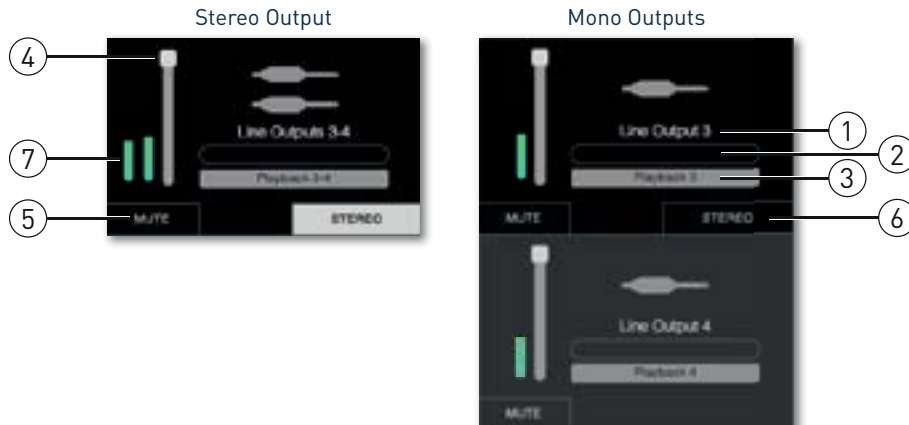 Stereo Output
Mono Outputs
4
7
5
Line Outputs 3-4
Playback 3-4
MUTE
STEREO
Line Output 3
Playback 3
MUTE
STEREO
1
2
3
6
Line Output 4
Playback 4
MUTE